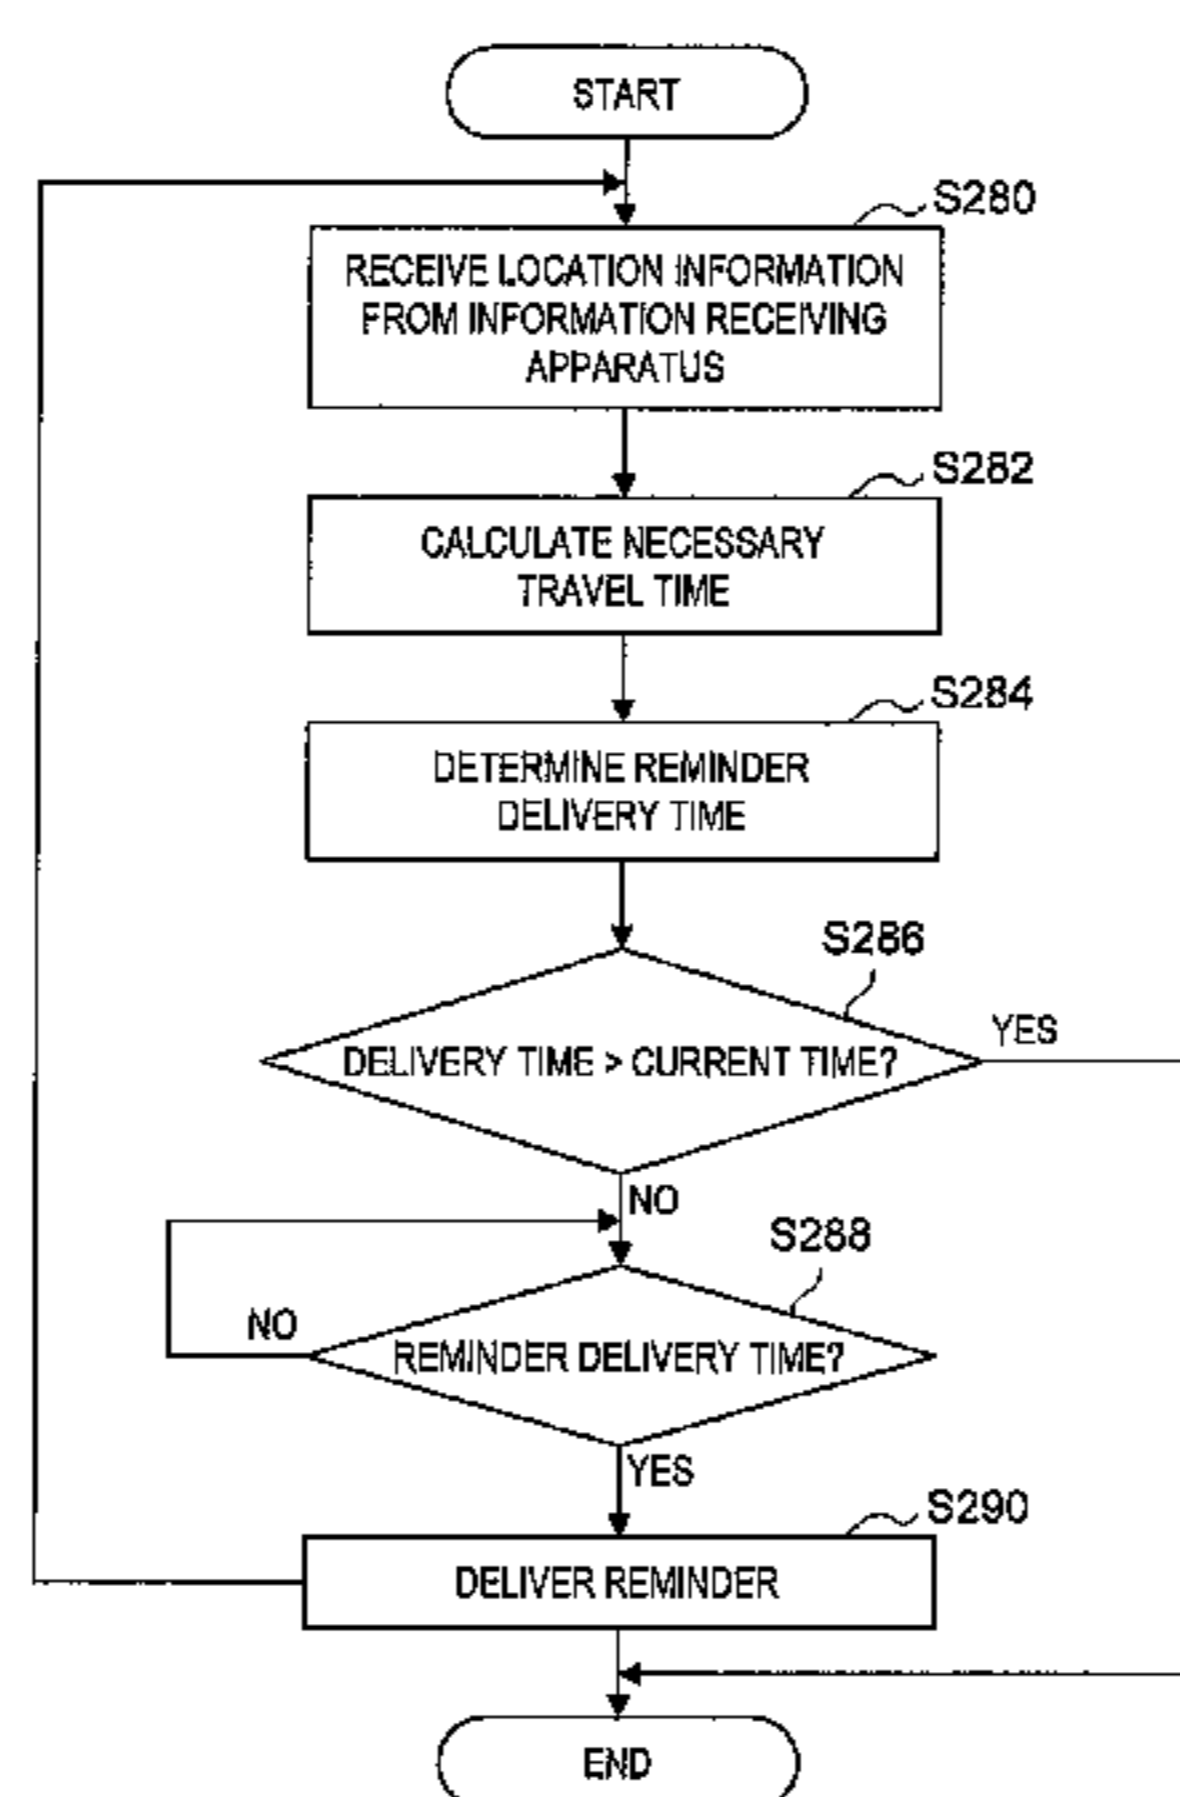 START
S280
RECEIVE LOCATION INFORMATION
FROM INFORMATION RECEIVING
APPARATUS
S282
CALCULATE NECESSARY
TRAVEL TIME
S284
DETERMINE REMINDER
DELIVERY TIME
S286
YES
DELIVERY TIME > CURRENT TIME?
NO
S288
NO
REMINDER DELIVERY TIME?
YES
S290
DELIVER REMINDER
END